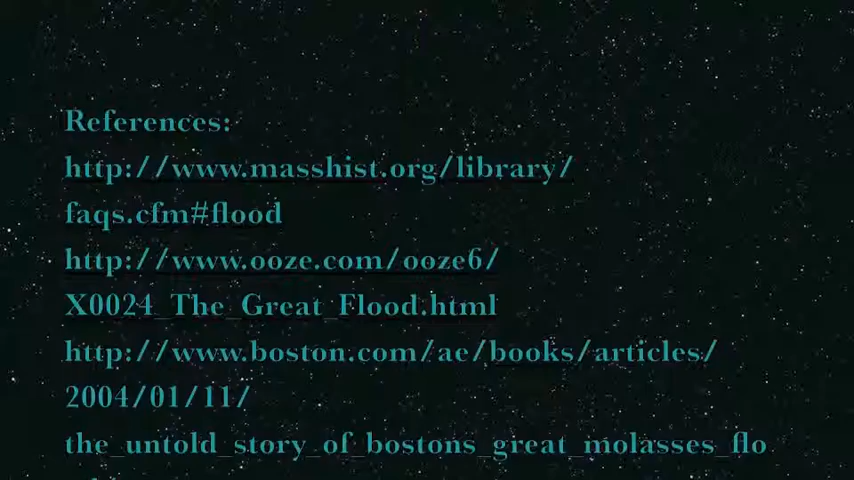 References:
http://www.masshist.org/library/
faqs.cfm#flood
http://www.ooze.com/ooze6/
X0024_The_Great_Flood.html
http://www.boston.com/ae/books/articles/
2004/01/11/
the_untold_story_of_bostons_great_molasses_flo